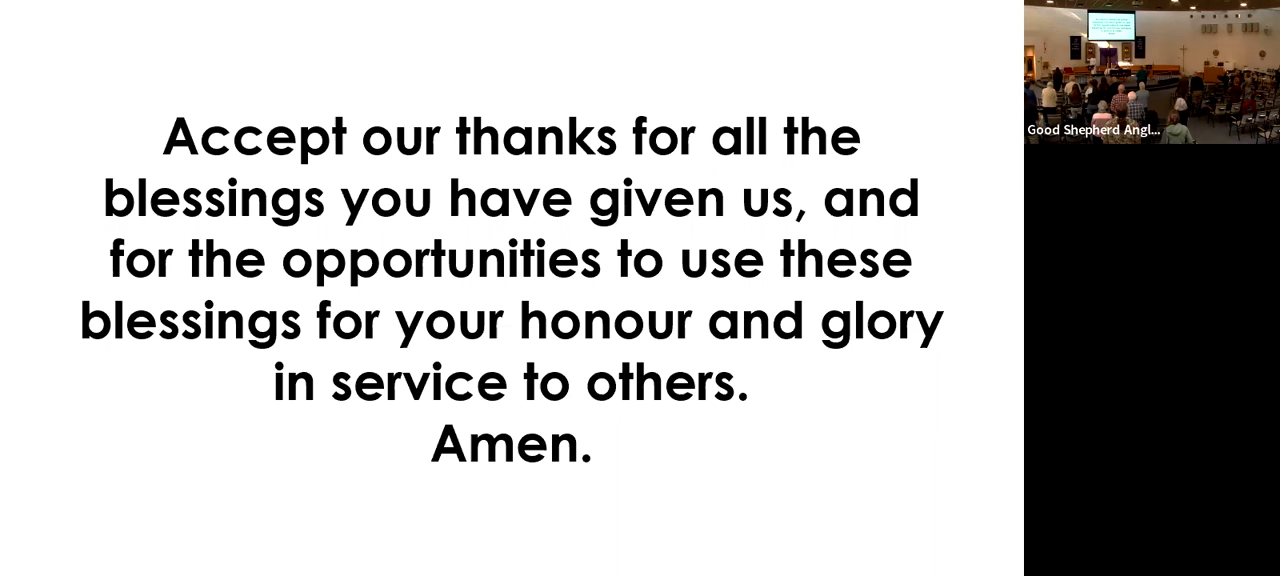 Accept our thanks for all the
blessings you have given us, and
for the opportunities to use these
blessings for your honour and glory
in service to others.
Amen.
Good Shepherd Angl...